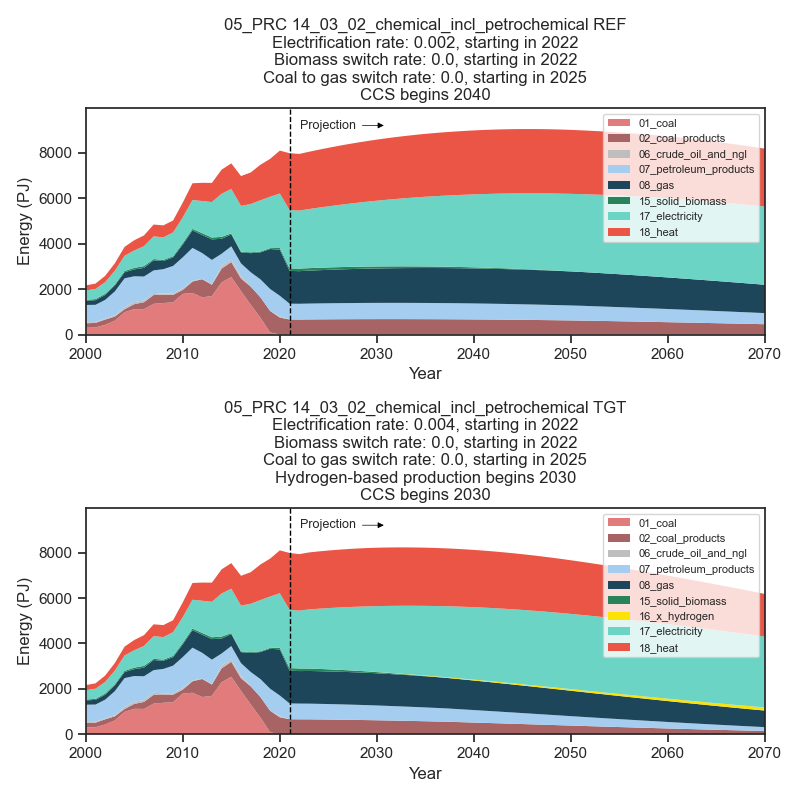 05_PRC 14_03_02_chemical_incl_petrochemical REF
Electrification rate: 0.002, starting in 2022
Biomass switch rate: 0.0, starting in 2022
Coal to gas switch rate: 0.0, starting in 2025
CCS begins 2040
Projection
01_coal
02_coal_products
06_crude_oil_and_ngl
07_petroleum_products
08_gas
15_solid_biomass
17_electricity
18_heat
8000
6000
4000
2000
0
Energy (PJ)
2000 2010 2020 2030 2040 2050 2060 2070
Year
05_PRC 14_03_02_chemical_incl_petrochemical TGT
Electrification rate: 0.004, starting in 2022
Biomass switch rate: 0.0, starting in 2022
Coal to gas switch rate: 0.0, starting in 2025
Hydrogen-based production begins 2030
CCS begins 2030
Projection
01_coal
02_coal_products
06_crude_oil_and_ngl
07_petroleum_products
08_gas
15_solid_biomass
16_x_hydrogen
17_electricity
18_heat
8000
6000
4000
2000
0
Energy (PJ)
2000 2010 2020 2030 2040 2050 2060 2070
Year